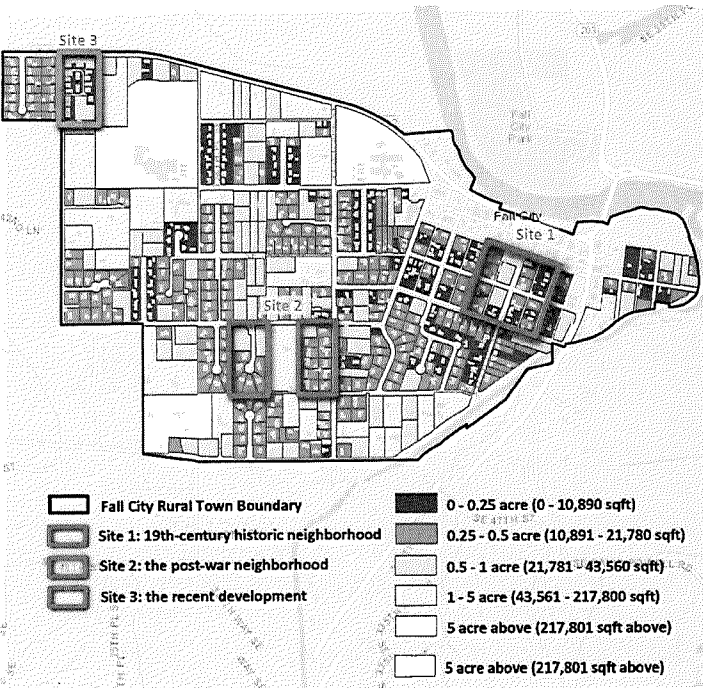 Site 3
203
Fall
City
Park
Fall City
Site 1
Site 2
Fall City Rural Town Boundary
Site 1: 19th-century historic neighborhood
Site 2: the post-war neighborhood
Site 3: the recent development
0 - 0.25 acre (0 - 10,890 sqft)
SE 47TH ST
0.25 - 0.5 acre (10,891 - 21,780 sqft)
0.5 - 1 acre (21,781 - 43,560 sqft)
1 - 5 acre (43,561 - 217,800 sqft)
5 acre above (217,801 sqft above)
5 acre above (217,801 sqft above)